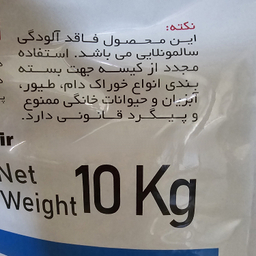 نکته:
این محصول فاقد آلودگی
سالمونلایی می باشد. استفاده
مجدد از کیسه جهت بسته
بندی انواع خوراک دام، طیور،
آبزیان و حیوانات خانگی ممنوع
و پیگرد قانونی دارد.
ir
Net
Weight 10 Kg